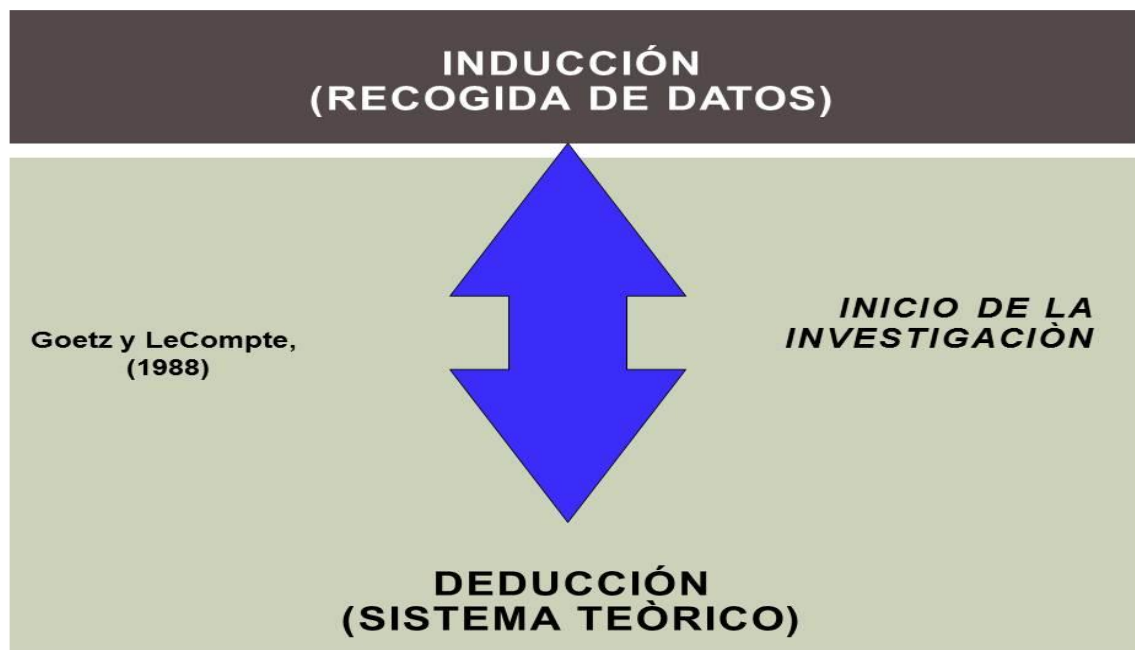 INDUCCIÓN
(RECOGIDA DE DATOS)
Goetz y LeCompte,
(1988)
INICIO DE LA
INVESTIGACIÒN
DEDUCCIÓN
(SISTEMA TEÒRICO)